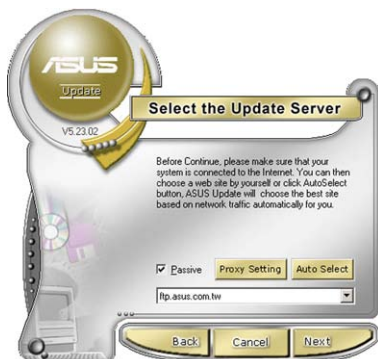 ASUS
Update
V5.23.02
Select the Update Server
Before Continue, please make sure that your
system is connected to the Internet. You can then
choose a web site by yourself or click AutoSelect
button, ASUS Update will choose the best site
based on network traffic automatically for you.
Passive
Proxy Setting
Auto Select
ftp.asus.com.tw
Back
Cancel
Next